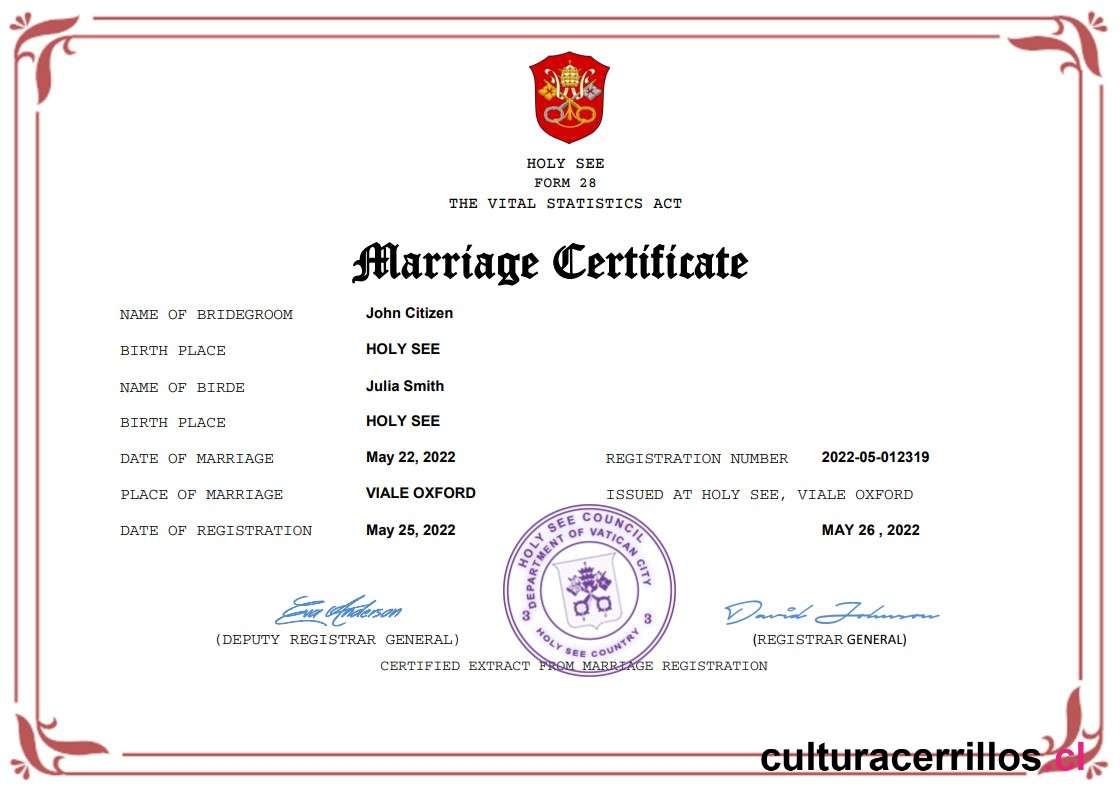 HOLY SEE
FORM 28
THE VITAL STATISTICS ACT
Marriage Certificate
NAME OF BRIDEGROOM John Citizen
BIRTH PLACE HOLY SEE
NAME OF BIRDE Julia Smith
BIRTH PLACE HOLY SEE
DATE OF MARRIAGE May 22, 2022 REGISTRATION NUMBER 2022-05-012319
PLACE OF MARRIAGE VIALE OXFORD ISSUED AT HOLY SEE, VIALE OXFORD
DATE OF REGISTRATION May 25, 2022 MAY 26 , 2022
HOLY SEE COUNCIL
DEPARTMENT OF VATICAN CITY
3 3
HOLY SEE COUNTRY
Eva Anderson David Johnson
(DEPUTY REGISTRAR GENERAL) (REGISTRAR GENERAL)
CERTIFIED EXTRACT FROM MARRIAGE REGISTRATION
culturacerrillos.cl